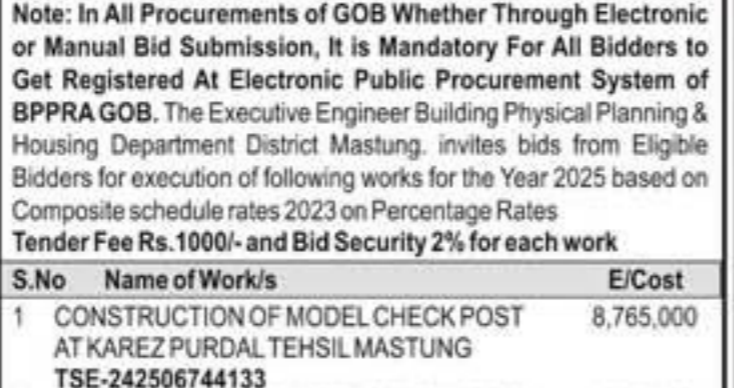 Note: In All Procurements of GOB Whether Through Electronic
or Manual Bid Submission, It is Mandatory For All Bidders to
Get Registered At Electronic Public Procurement System of
BPPRA GOB. The Executive Engineer Building Physical Planning &
Housing Department District Mastung. invites bids from Eligible
Bidders for execution of following works for the Year 2025 based on
Composite schedule rates 2023 on Percentage Rates
Tender Fee Rs.1000/- and Bid Security 2% for each work
S.No Name of Work/s E/Cost
1 CONSTRUCTION OF MODEL CHECK POST 8,765,000
AT KAREZ PURDAL TEHSIL MASTUNG
TSE-242506744133